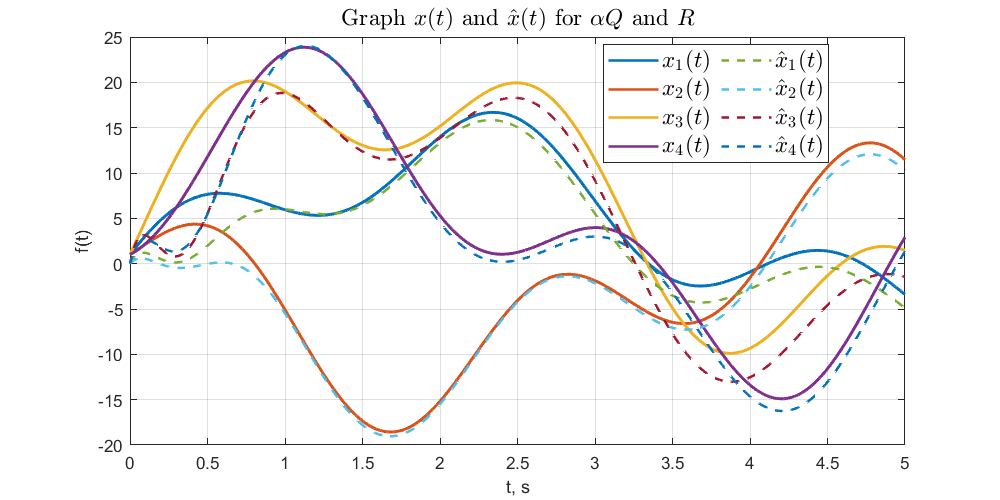 Graph x(t) and x̂(t) for αQ and R
25
20
15
10
5
0
-5
-10
-15
-20
f(t)
x₁(t) x̂₁(t)
x₂(t) x̂₂(t)
x₃(t) x̂₃(t)
x₄(t) x̂₄(t)
0 0.5 1 1.5 2 2.5 3 3.5 4 4.5 5
t, s